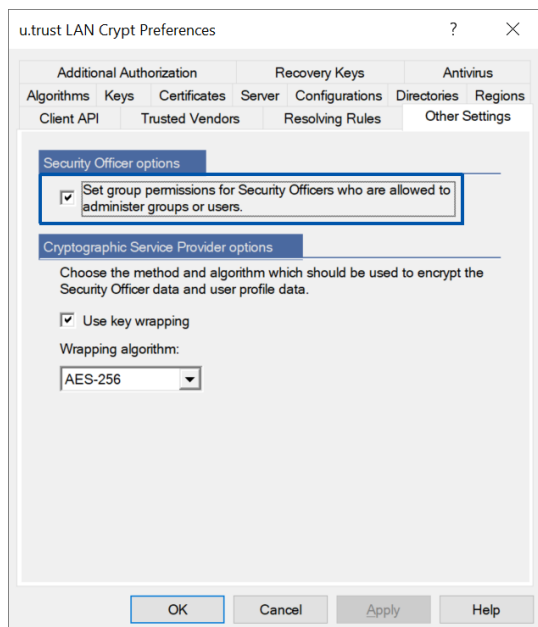 u.trust LAN Crypt Preferences ? ×
Additional Authorization Recovery Keys Antivirus
Algorithms Keys Certificates Server Configurations Directories Regions
Client API Trusted Vendors Resolving Rules Other Settings
Security Officer options
Set group permissions for Security Officers who are allowed to
administer groups or users.
Cryptographic Service Provider options
Choose the method and algorithm which should be used to encrypt the
Security Officer data and user profile data.
Use key wrapping
Wrapping algorithm:
AES-256
OK Cancel Apply Help